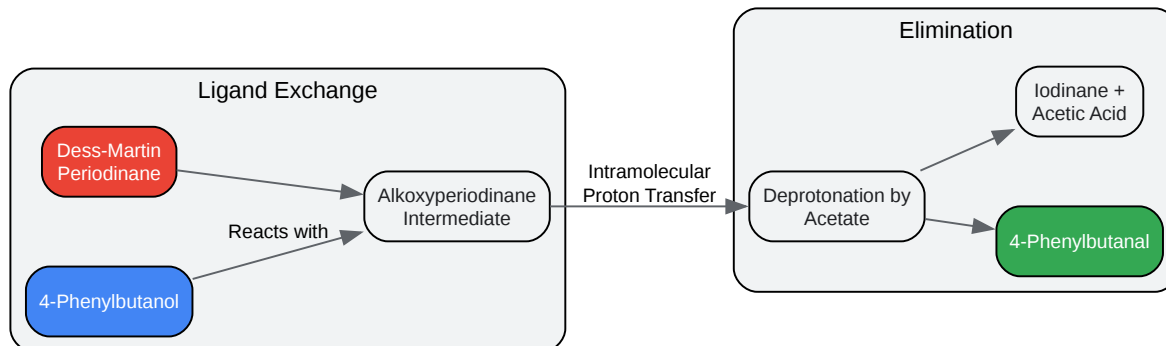 Ligand Exchange
Dess-Martin
Periodinane
Reacts with
4-Phenylbutanol
Alkoxyperiodinane
Intermediate
Intramolecular
Proton Transfer
Elimination
Deprotonation by
Acetate
Iodinane +
Acetic Acid
4-Phenylbutanal